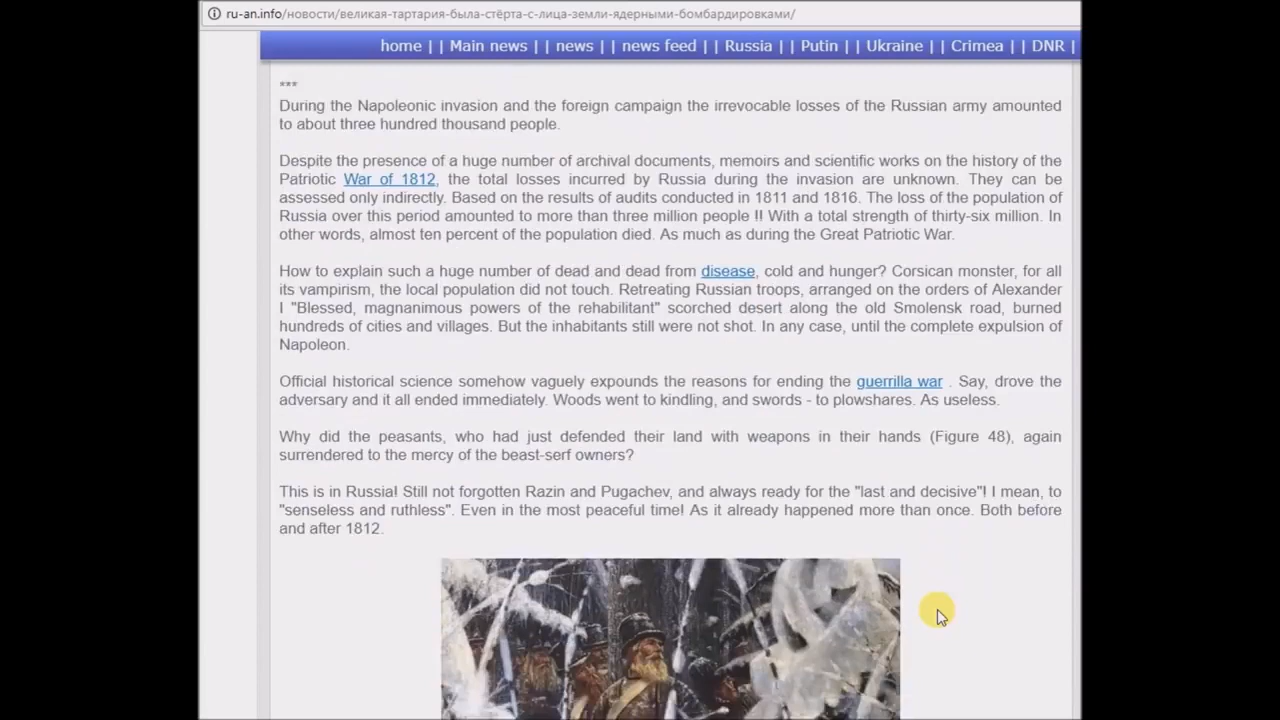 ru-an.info/новости/великая-тартария-была-стёрта-с-лица-земли-ядерными-бомбардировками/
home | | Main news | | news | | news feed | | Russia | | Putin | | Ukraine | | Crimea | | DNR |
***
During the Napoleonic invasion and the foreign campaign the irrevocable losses of the Russian army amounted
to about three hundred thousand people.
Despite the presence of a huge number of archival documents, memoirs and scientific works on the history of the
Patriotic War of 1812, the total losses incurred by Russia during the invasion are unknown. They can be
assessed only indirectly. Based on the results of audits conducted in 1811 and 1816. The loss of the population of
Russia over this period amounted to more than three million people !! With a total strength of thirty-six million. In
other words, almost ten percent of the population died. As much as during the Great Patriotic War.
How to explain such a huge number of dead and dead from disease, cold and hunger? Corsican monster, for all
its vampirism, the local population did not touch. Retreating Russian troops, arranged on the orders of Alexander
I "Blessed, magnanimous powers of the rehabilitant" scorched desert along the old Smolensk road, burned
hundreds of cities and villages. But the inhabitants still were not shot. In any case, until the complete expulsion of
Napoleon.
Official historical science somehow vaguely expounds the reasons for ending the guerrilla war . Say, drove the
adversary and it all ended immediately. Woods went to kindling, and swords - to plowshares. As useless.
Why did the peasants, who had just defended their land with weapons in their hands (Figure 48), again
surrendered to the mercy of the beast-serf owners?
This is in Russia! Still not forgotten Razin and Pugachev, and always ready for the "last and decisive"! I mean, to
"senseless and ruthless". Even in the most peaceful time! As it already happened more than once. Both before
and after 1812.